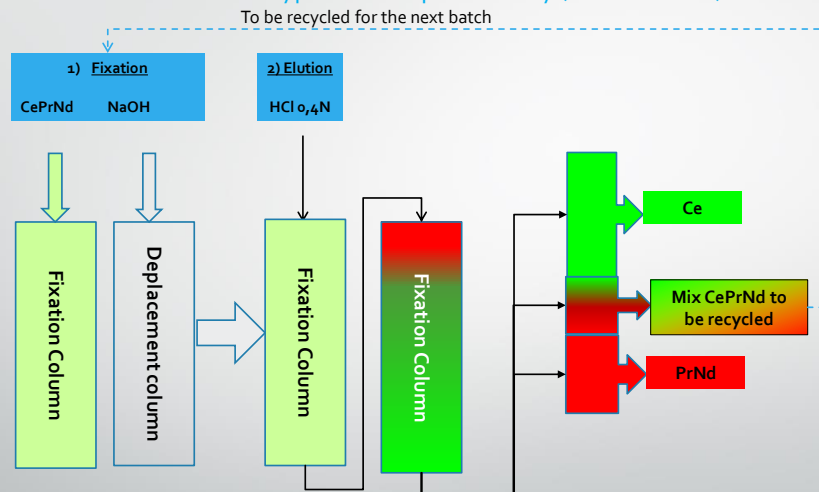 To be recycled for the next batch
1) Fixation
CePrNd NaOH
2) Elution
HCl 0,4N
Fixation Column
Deplacement column
Fixation Column
Fixation Column
Ce
Mix CePrNd to
be recycled
PrNd